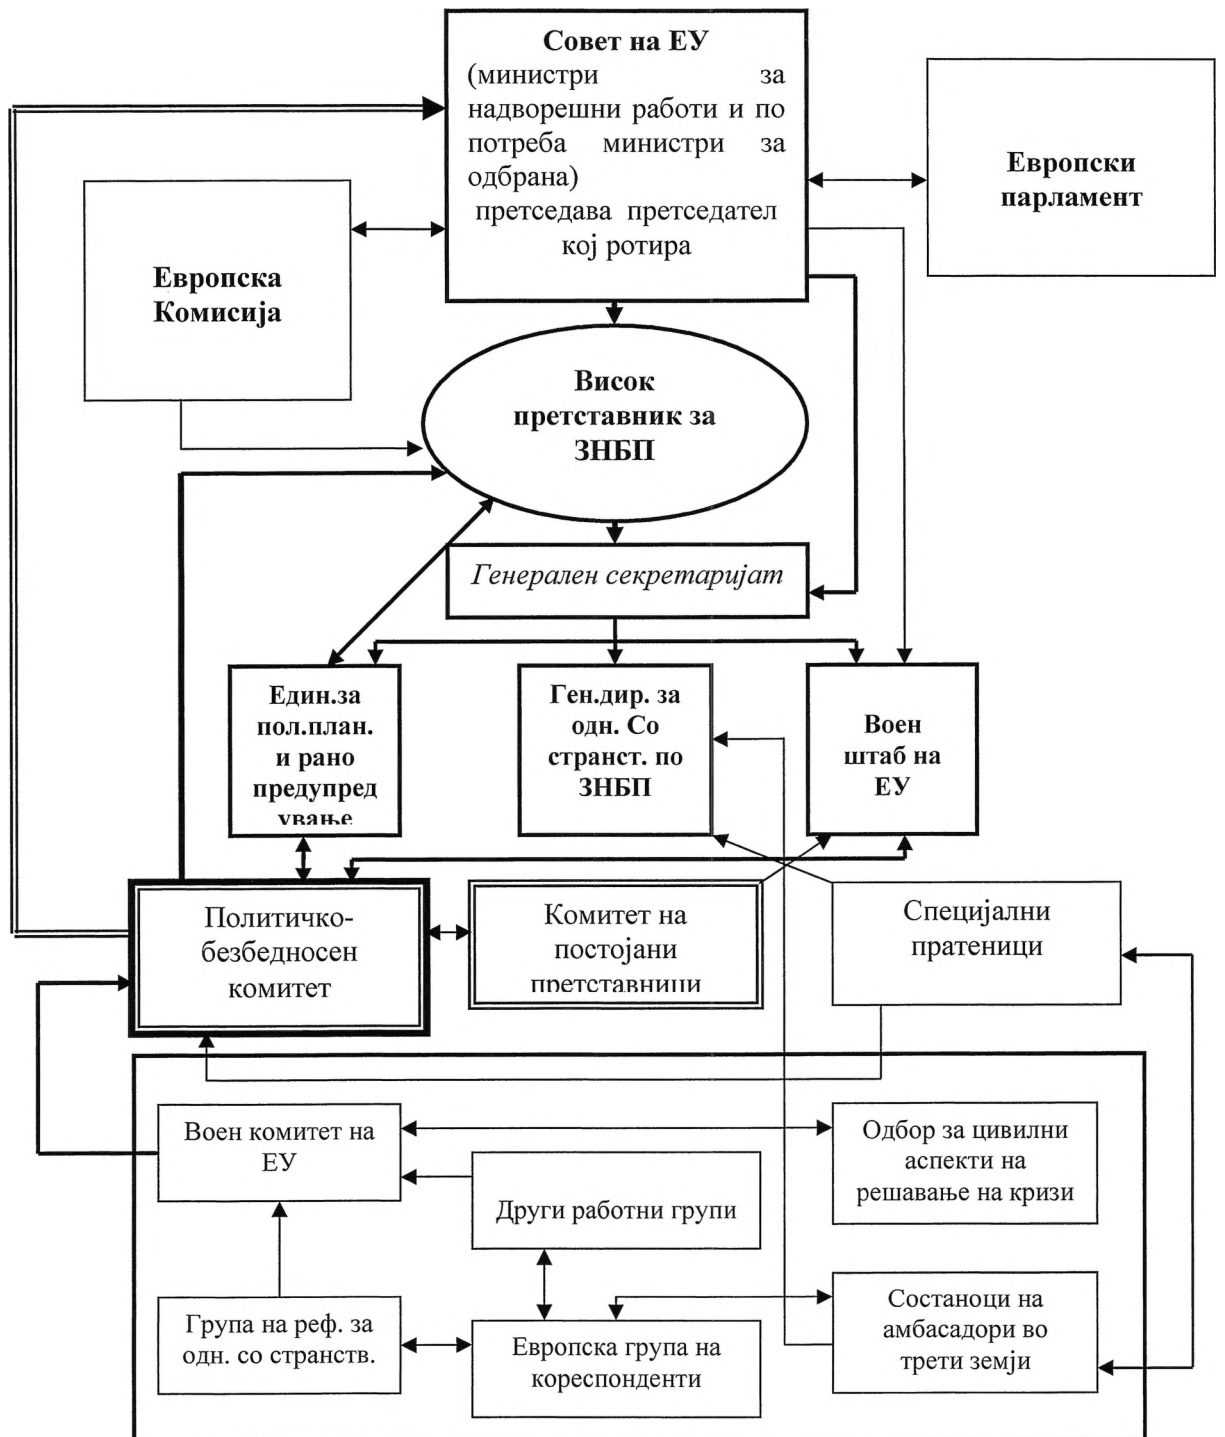 Совет на ЕУ
(министри за
надворешни работи и по
потреба министри за
одбрана)
претседава претседател
кој ротира
Европски
парламент
Европска
Комисија
Висок
претставник за
ЗНБП
Генерален секретаријат
Един.за
пол.план.
и рано
предупред
ување
Ген.дир. за
одн. Со
странст. по
ЗНБП
Воен
штаб на
ЕУ
Политичко-
безбедносен
комитет
Комитет на
постојани
претставници
Специјални
пратеници
Воен комитет на
ЕУ
Одбор за цивилни
аспекти на
решавање на кризи
Други работни групи
Група на реф. за
одн. со странств.
Европска група на
кореспонденти
Состаноци на
амбасадори во
трети земји